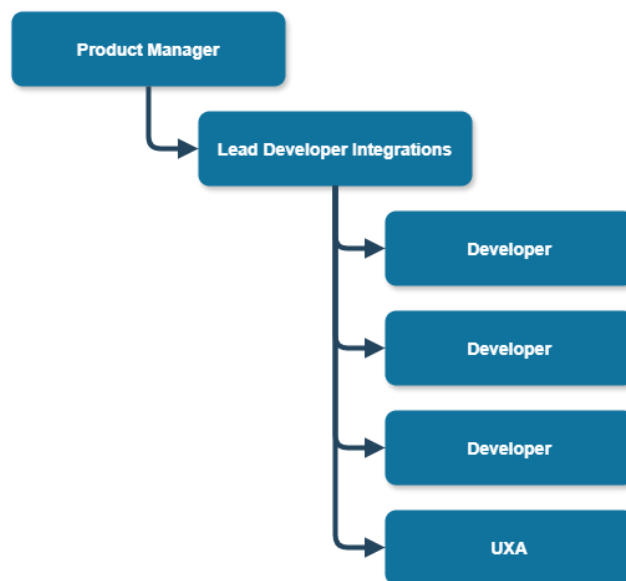 Product Manager
Lead Developer Integrations
Developer
Developer
Developer
UXA